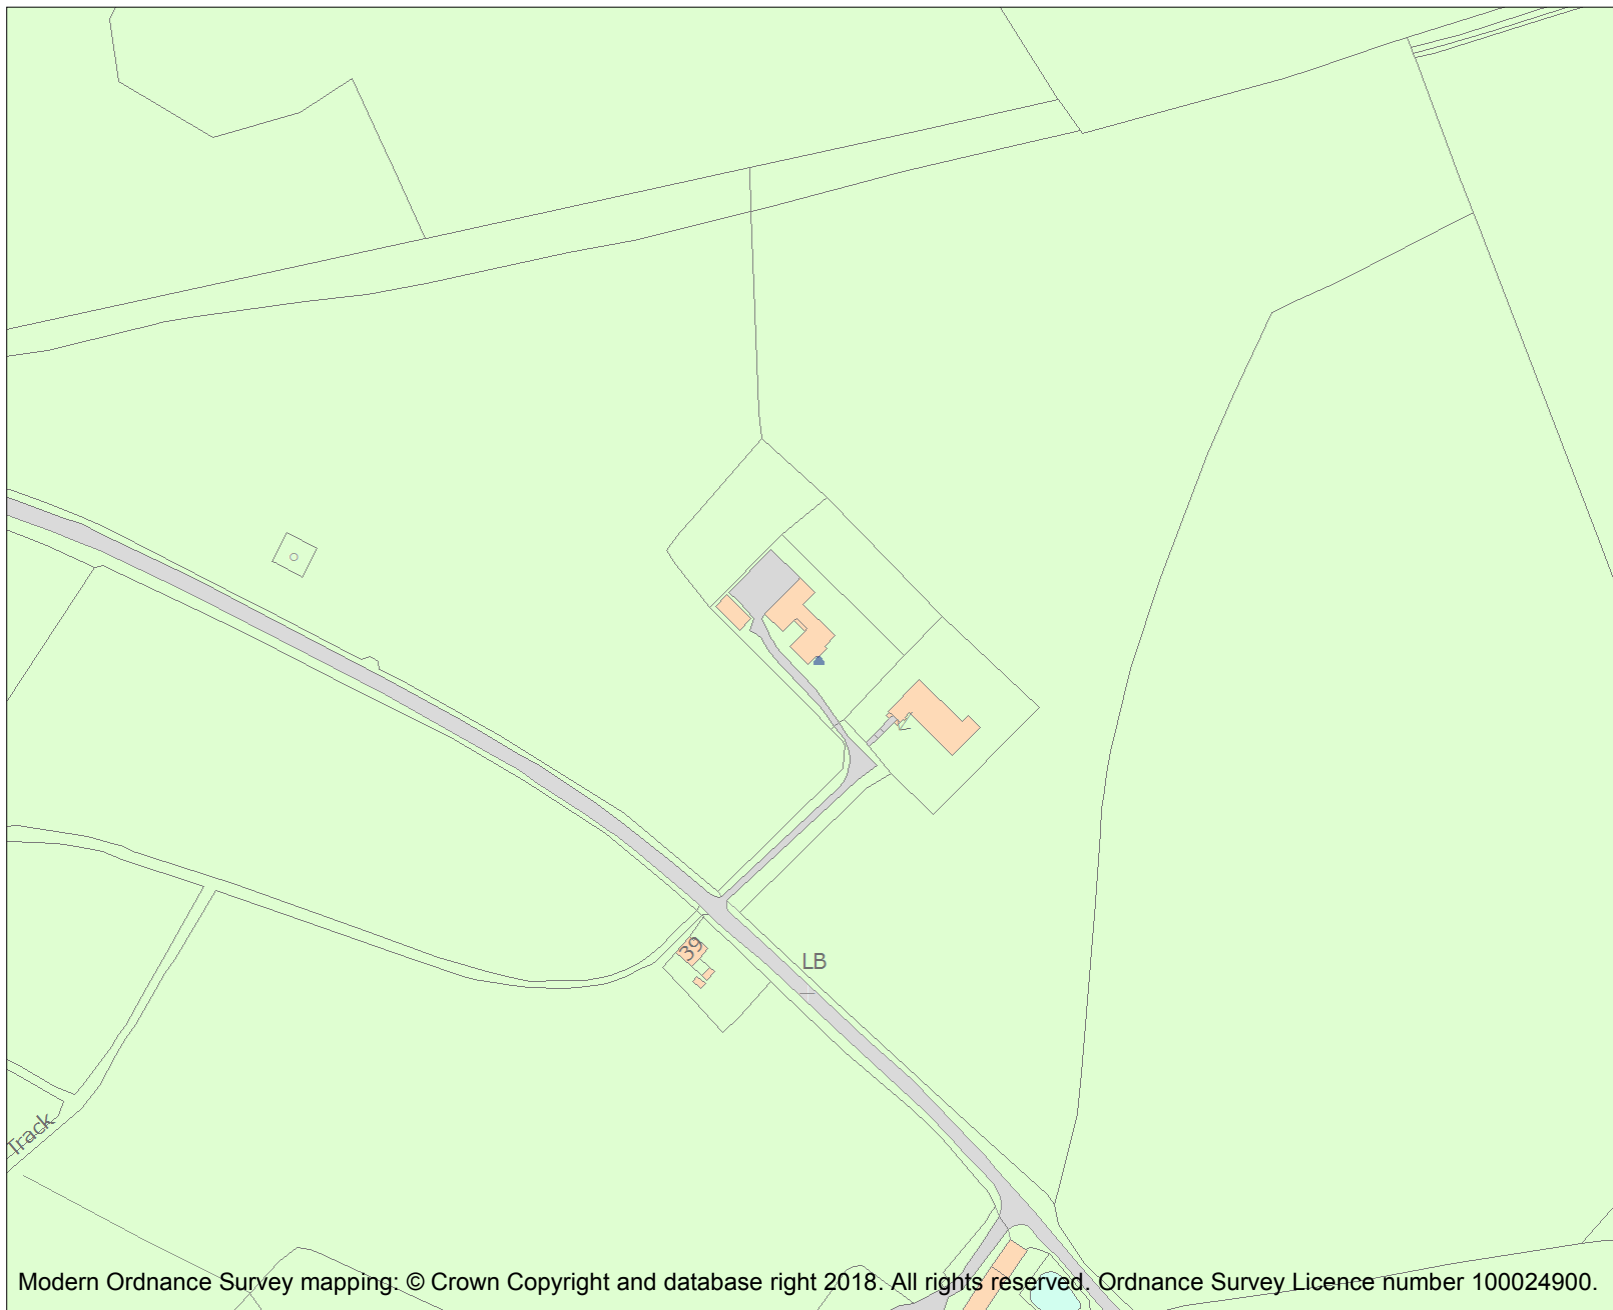 39
LB
Track
Modern Ordnance Survey mapping: © Crown Copyright and database right 2018. All rights reserved. Ordnance Survey Licence number 100024900.